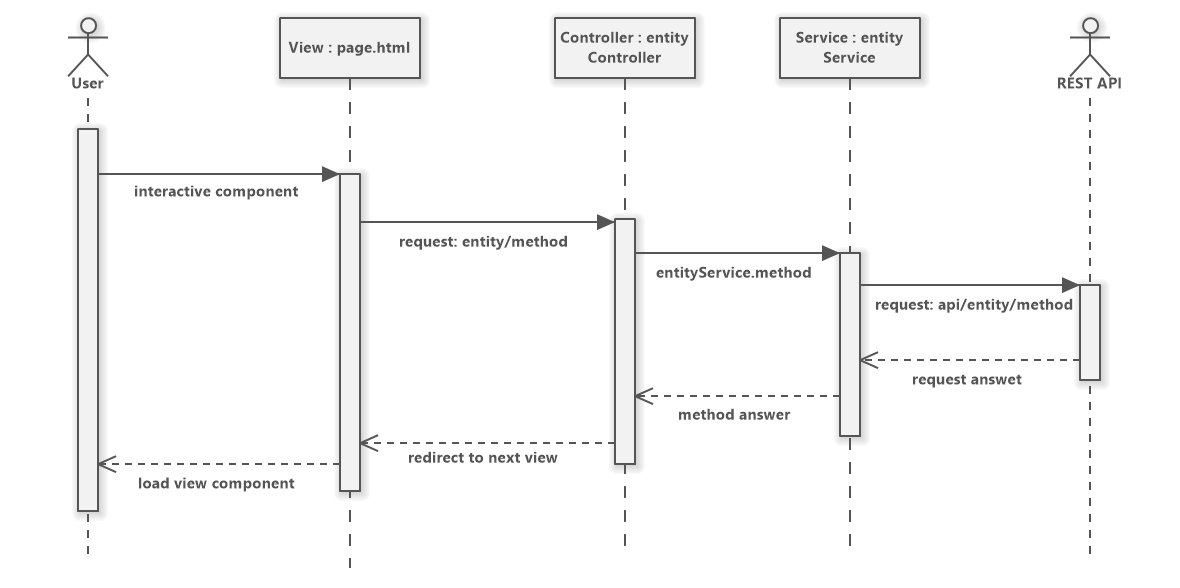 User
View : page.html
Controller : entity
Controller
Service : entity
Service
REST API
interactive component
request: entity/method
entityService.method
request: api/entity/method
request answet
method answer
redirect to next view
load view component